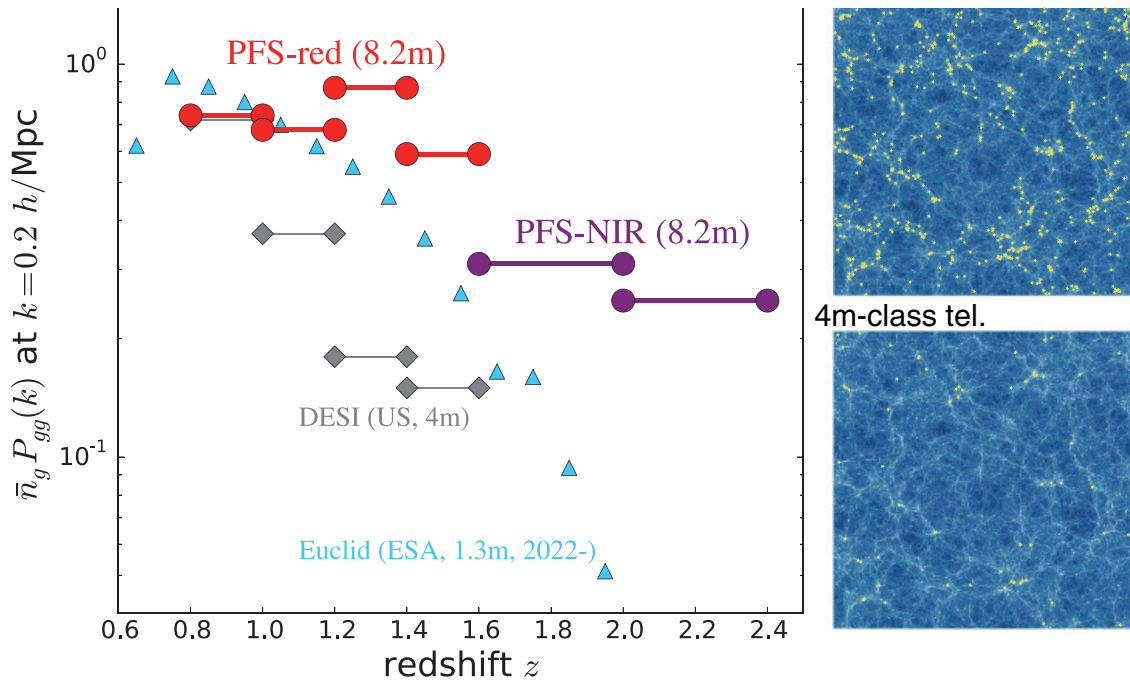 PFS-red (8.2m)
PFS-NIR (8.2m)
DESI (US, 4m)
Euclid (ESA, 1.3m, 2022-)
n̄_g P_{gg}(k) at k=0.2 h/Mpc
10^0
10^{-1}
0.6 0.8 1.0 1.2 1.4 1.6 1.8 2.0 2.2 2.4
redshift z
4m-class tel.